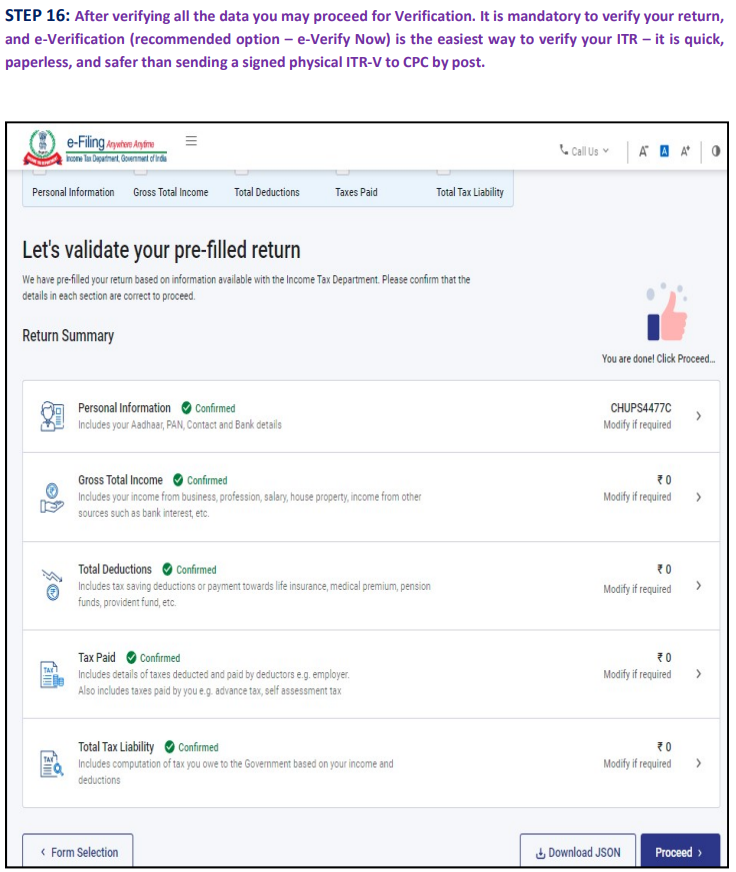 STEP 16: After verifying all the data you may proceed for Verification. It is mandatory to verify your return,
and e-Verification (recommended option – e-Verify Now) is the easiest way to verify your ITR – it is quick,
paperless, and safer than sending a signed physical ITR-V to CPC by post.
e-Filing Anywhere Anytime
Income Tax Department, Government of India
Call Us
A- A A+
Personal Information Gross Total Income Total Deductions Taxes Paid Total Tax Liability
Let's validate your pre-filled return
We have pre-filled your return based on information available with the Income Tax Department. Please confirm that the
details in each section are correct to proceed.
Return Summary
You are done! Click Proceed...
Personal Information Confirmed CHUPS4477C
Includes your Aadhaar, PAN, Contact and Bank details Modify if required
Gross Total Income Confirmed ₹ 0
Includes your income from business, profession, salary, house property, income from other Modify if required
sources such as bank interest, etc.
Total Deductions Confirmed ₹ 0
Includes tax saving deductions or payment towards life insurance, medical premium, pension Modify if required
funds, provident fund, etc.
Tax Paid Confirmed ₹ 0
Includes details of taxes deducted and paid by deductors e.g. employer. Modify if required
Also includes taxes paid by you e.g. advance tax, self assessment tax
Total Tax Liability Confirmed ₹ 0
Includes computation of tax you owe to the Government based on your income and Modify if required
deductions
< Form Selection Download JSON Proceed >